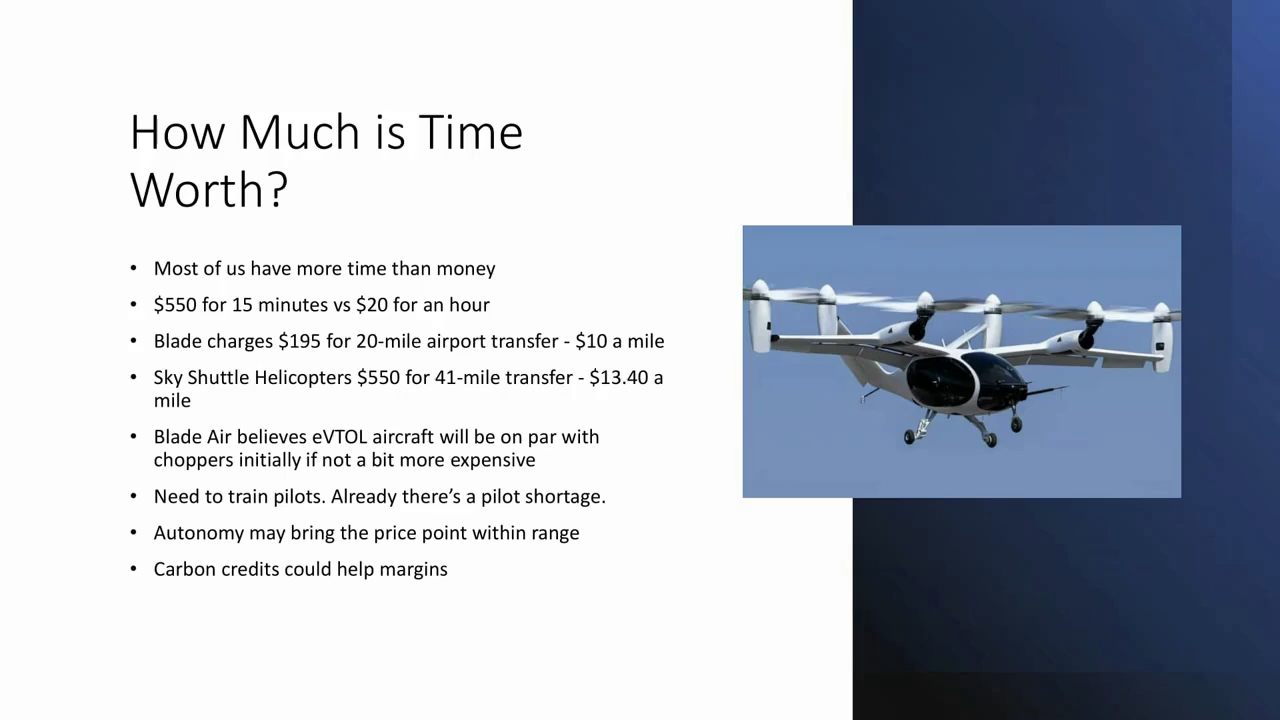 How Much is Time
Worth?
• Most of us have more time than money
• $550 for 15 minutes vs $20 for an hour
• Blade charges $195 for 20-mile airport transfer - $10 a mile
• Sky Shuttle Helicopters $550 for 41-mile transfer - $13.40 a
mile
• Blade Air believes eVTOL aircraft will be on par with
choppers initially if not a bit more expensive
• Need to train pilots. Already there’s a pilot shortage.
• Autonomy may bring the price point within range
• Carbon credits could help margins